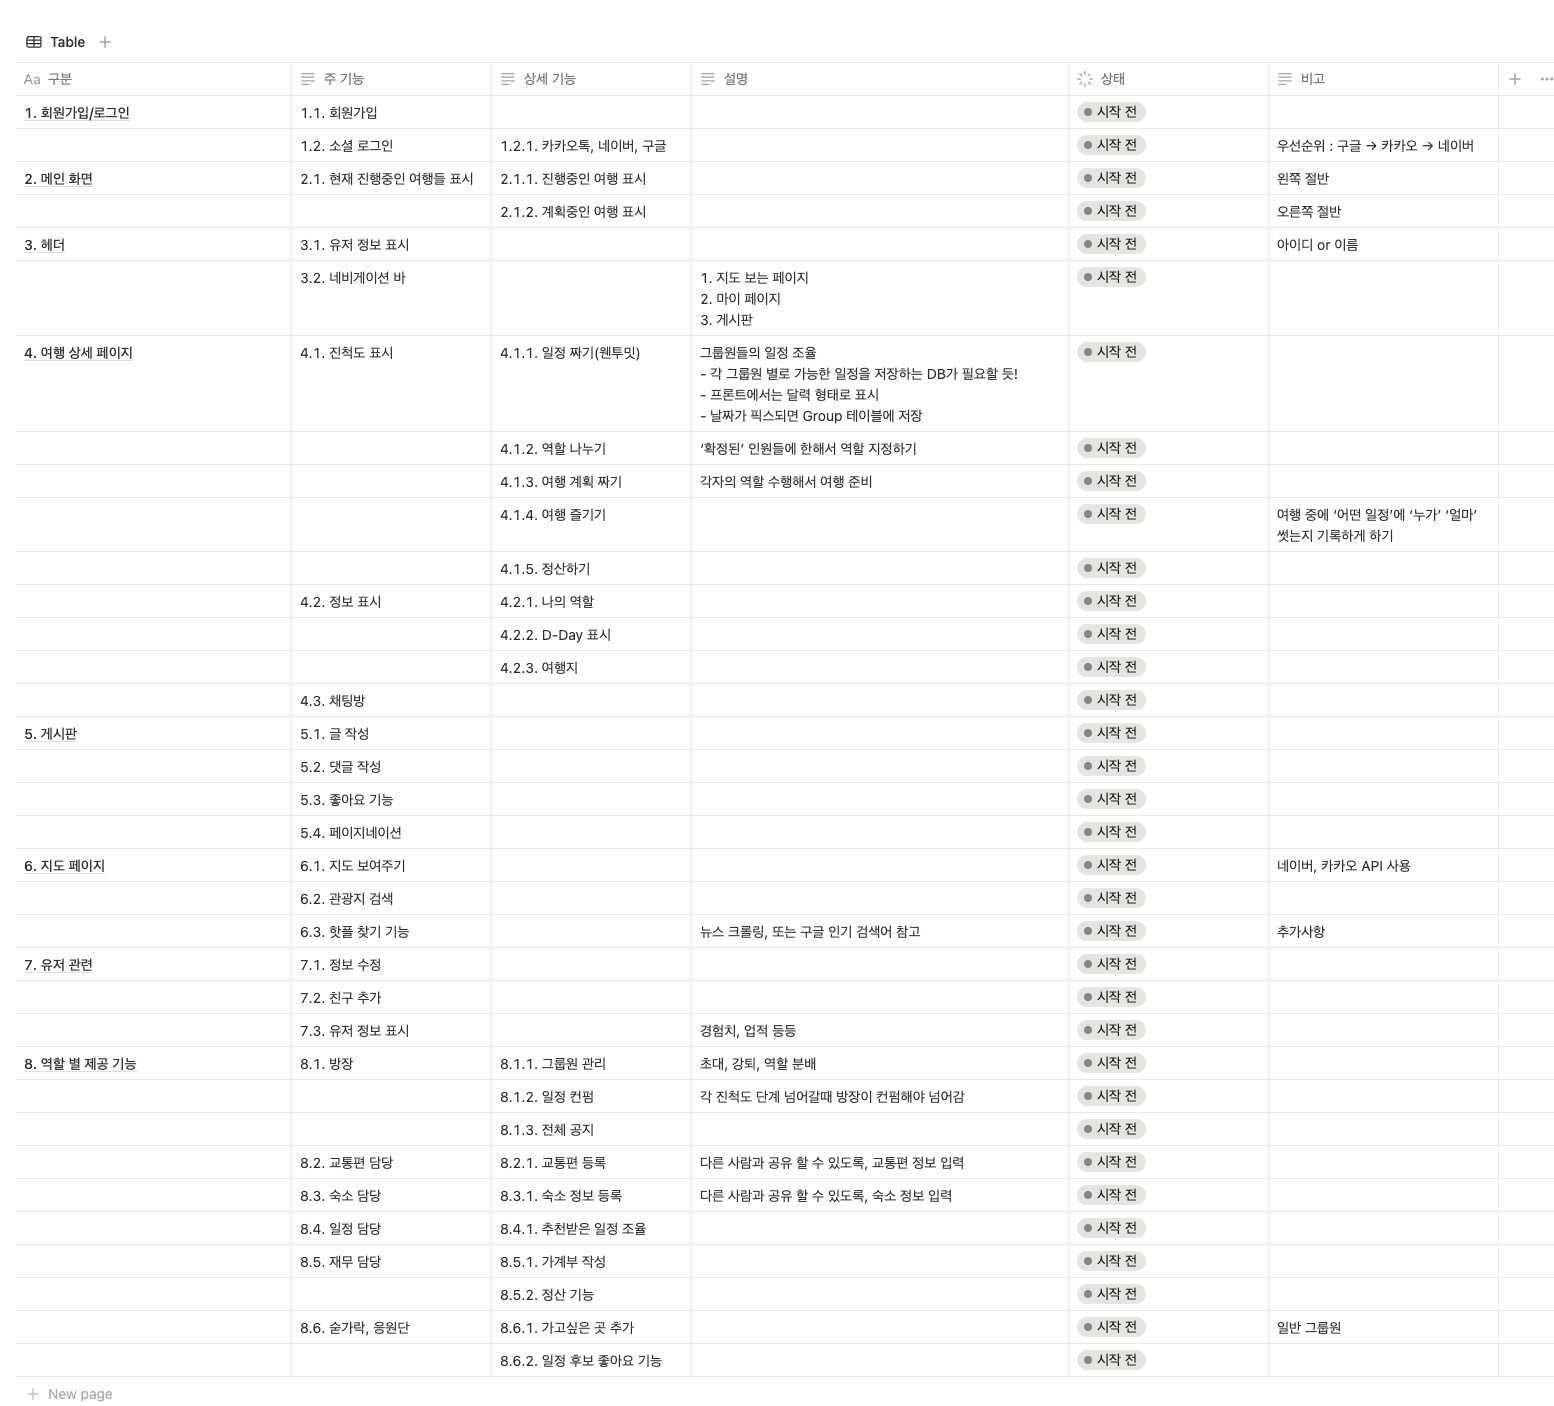 Table
Aa 구분 주 기능 상세 기능 설명 상태 비고
1. 회원가입/로그인 1.1. 회원가입 시작 전
1.2. 소셜 로그인 1.2.1. 카카오톡, 네이버, 구글 시작 전 우선순위 : 구글 → 카카오 → 네이버
2. 메인 화면 2.1. 현재 진행중인 여행들 표시 2.1.1. 진행중인 여행 표시 시작 전 왼쪽 절반
2.1.2. 계획중인 여행 표시 시작 전 오른쪽 절반
3. 헤더 3.1. 유저 정보 표시 시작 전 아이디 or 이름
3.2. 네비게이션 바 1. 지도 보는 페이지 시작 전
2. 마이 페이지
3. 게시판
4. 여행 상세 페이지 4.1. 진척도 표시 4.1.1. 일정 짜기(웬투밋) 그룹원들의 일정 조율 시작 전
- 각 그룹원 별로 가능한 일정을 저장하는 DB가 필요할 듯!
- 프론트에서는 달력 형태로 표시
- 날짜가 픽스되면 Group 테이블에 저장
4.1.2. 역할 나누기 ‘확정된’ 인원들에 한해서 역할 지정하기 시작 전
4.1.3. 여행 계획 짜기 각자의 역할 수행해서 여행 준비 시작 전
4.1.4. 여행 즐기기 시작 전 여행 중에 ‘어떤 일정’에 ‘누가’ ‘얼마’
썻는지 기록하게 하기
4.1.5. 정산하기 시작 전
4.2. 정보 표시 4.2.1. 나의 역할 시작 전
4.2.2. D-Day 표시 시작 전
4.2.3. 여행지 시작 전
4.3. 채팅방 시작 전
5. 게시판 5.1. 글 작성 시작 전
5.2. 댓글 작성 시작 전
5.3. 좋아요 기능 시작 전
5.4. 페이지네이션 시작 전
6. 지도 페이지 6.1. 지도 보여주기 시작 전 네이버, 카카오 API 사용
6.2. 관광지 검색 시작 전
6.3. 핫플 찾기 기능 뉴스 크롤링, 또는 구글 인기 검색어 참고 시작 전 추가사항
7. 유저 관련 7.1. 정보 수정 시작 전
7.2. 친구 추가 시작 전
7.3. 유저 정보 표시 경험치, 업적 등등 시작 전
8. 역할 별 제공 기능 8.1. 방장 8.1.1. 그룹원 관리 초대, 강퇴, 역할 분배 시작 전
8.1.2. 일정 컨펌 각 진척도 단계 넘어갈때 방장이 컨펌해야 넘어감 시작 전
8.1.3. 전체 공지 시작 전
8.2. 교통편 담당 8.2.1. 교통편 등록 다른 사람과 공유 할 수 있도록, 교통편 정보 입력 시작 전
8.3. 숙소 담당 8.3.1. 숙소 정보 등록 다른 사람과 공유 할 수 있도록, 숙소 정보 입력 시작 전
8.4. 일정 담당 8.4.1. 추천받은 일정 조율 시작 전
8.5. 재무 담당 8.5.1. 가계부 작성 시작 전
8.5.2. 정산 기능 시작 전
8.6. 숟가락, 응원단 8.6.1. 가고싶은 곳 추가 시작 전 일반 그룹원
8.6.2. 일정 후보 좋아요 기능 시작 전
New page